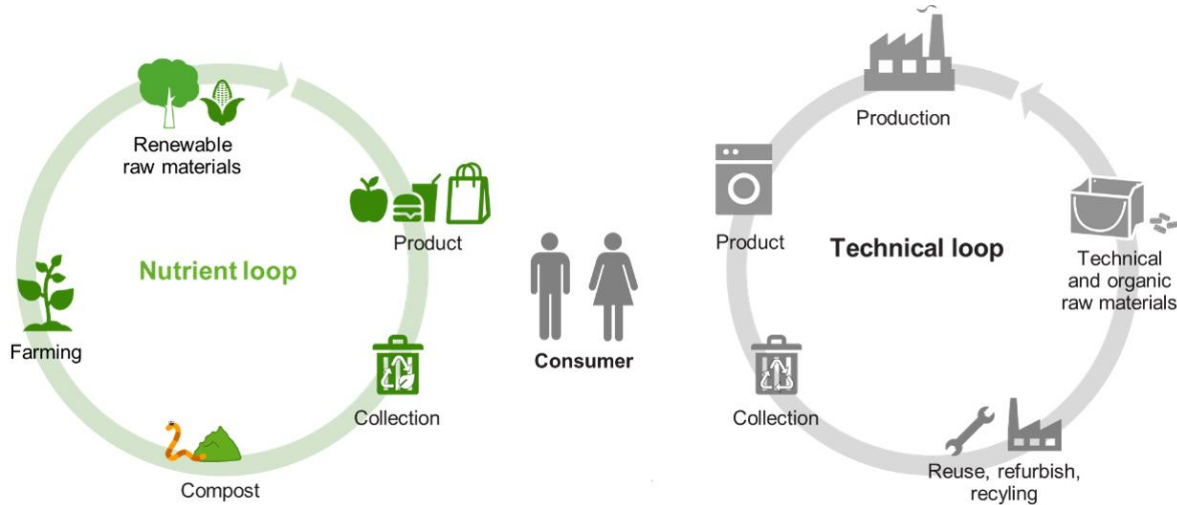 Renewable
raw materials
Product
Nutrient loop
Farming
Collection
Compost
Consumer
Production
Product
Technical loop
Technical
and organic
raw materials
Collection
Reuse, refurbish,
recyling